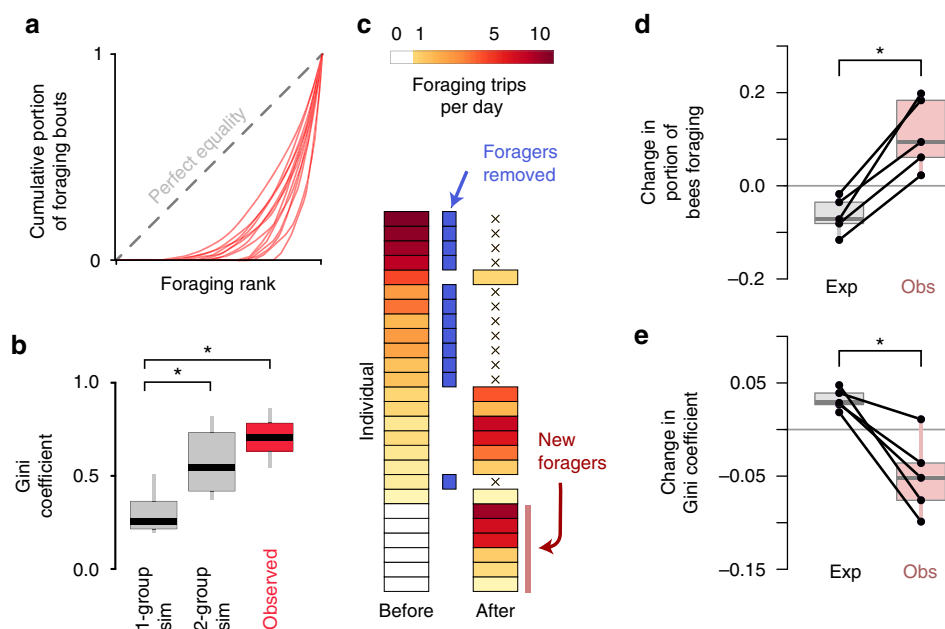 a
1
Cumulative portion
of foraging bouts
Perfect equality
0
Foraging rank
b
*
*
1.0
0.5
0.0
Gini
coefficient
1-group
sim
2-group
sim
Observed
c
0 1 5 10
Foraging trips
per day
Foragers
removed
Individual
×
×
×
×
×
×
×
×
×
×
×
×
New
foragers
Before After
d
*
0.2
0.0
−0.2
Change in
portion of
bees foraging
Exp Obs
e
*
0.05
−0.05
−0.15
Change in
Gini coefficient
Exp Obs